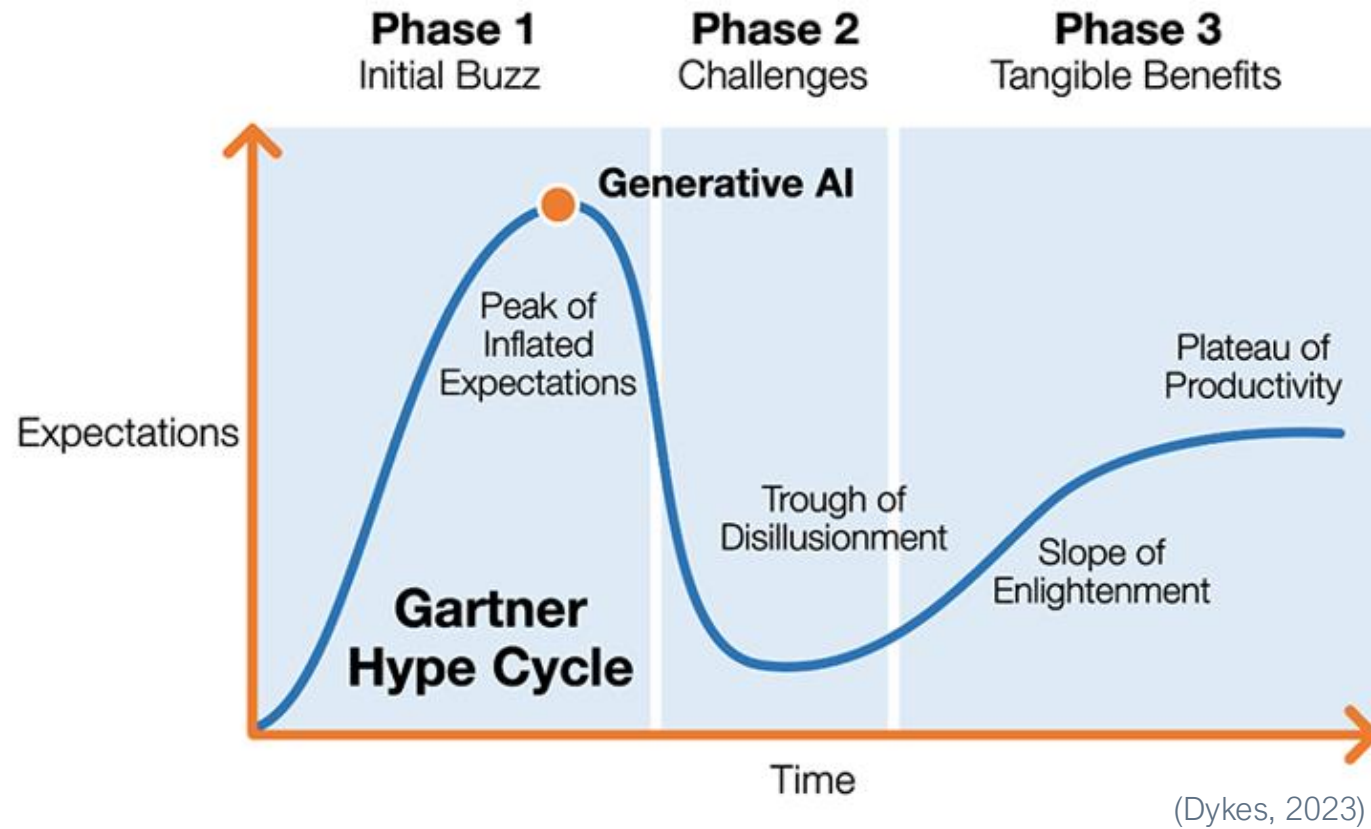 Phase 1
Initial Buzz
Phase 2
Challenges
Phase 3
Tangible Benefits
Generative AI
Peak of
Inflated
Expectations
Plateau of
Productivity
Expectations
Trough of
Disillusionment
Slope of
Enlightenment
Gartner
Hype Cycle
Time
(Dykes, 2023)